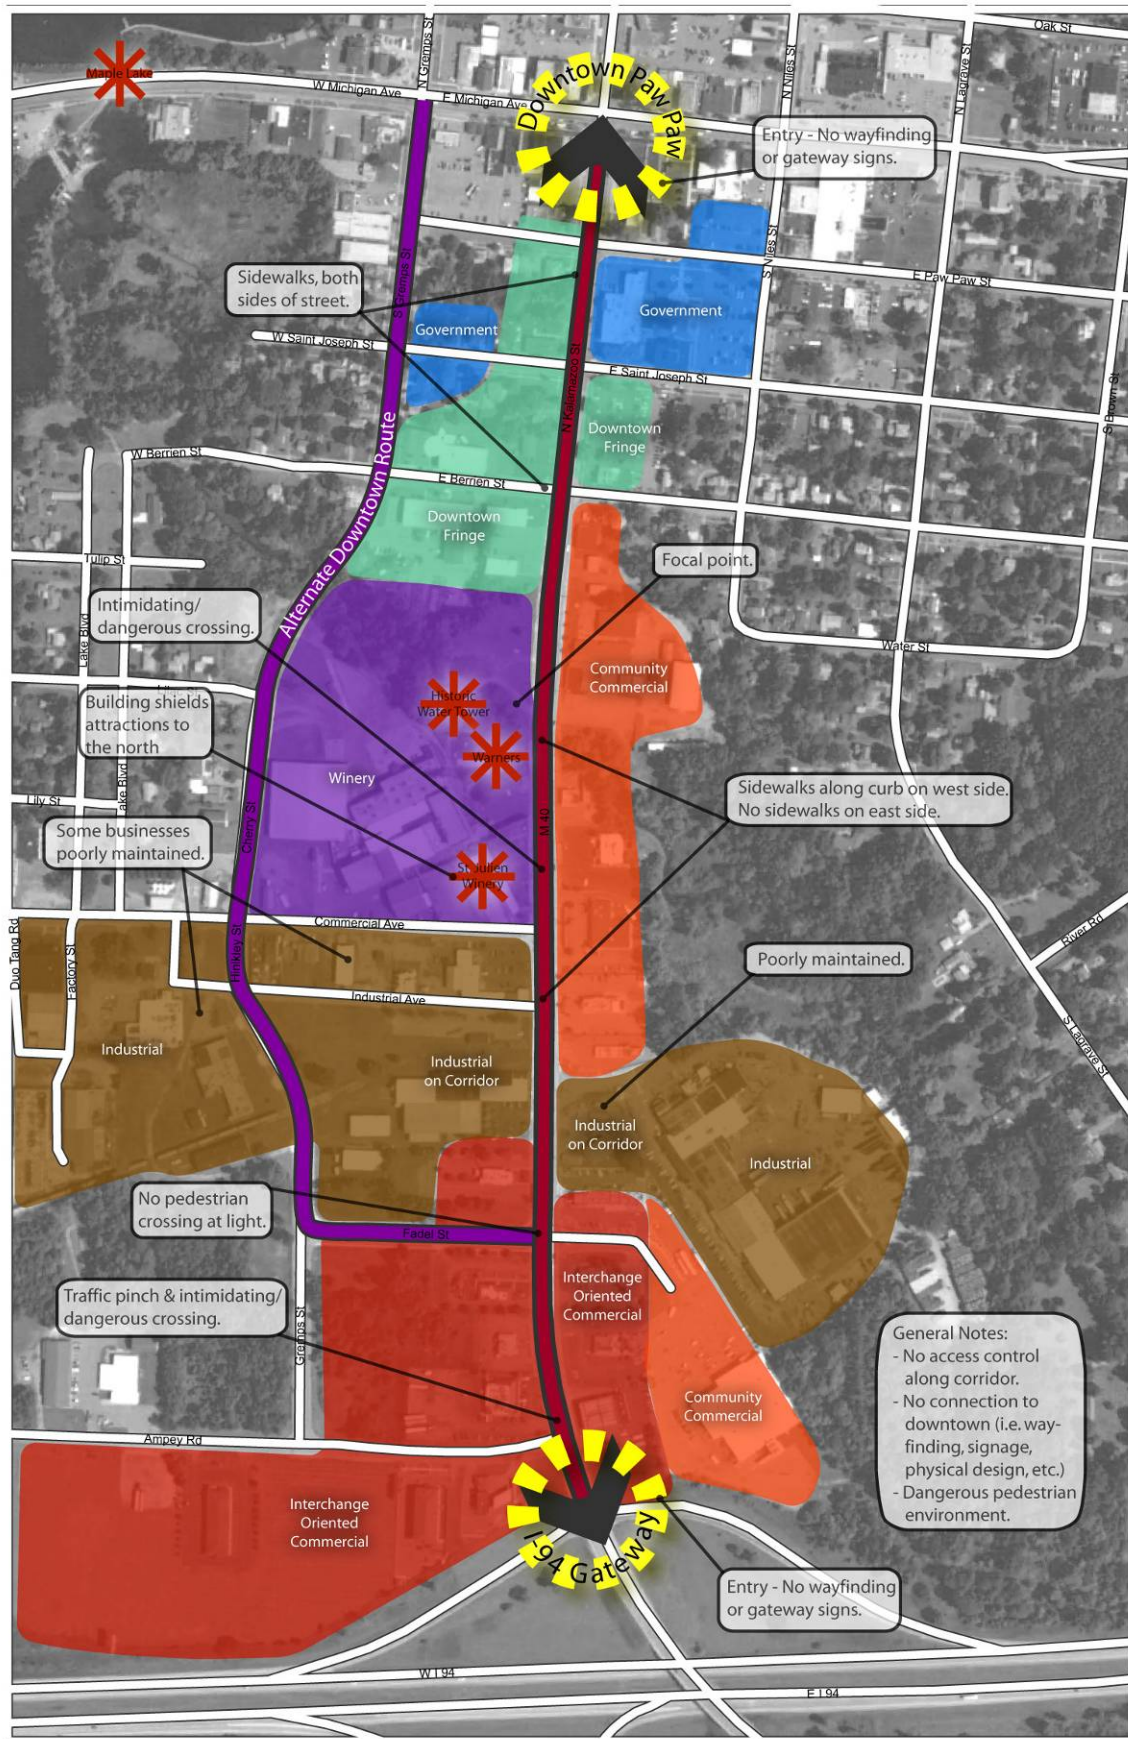 Oak St
N Gremps St
N Niles St
N Lagrave St
Maple Lake
W Michigan Ave
E Michigan Ave
Downtown Paw Paw
Entry - No wayfinding
or gateway signs.
S Niles St
E Paw Paw St
S Gremps St
Sidewalks, both
sides of street.
Government
Government
W Saint Joseph St
E Saint Joseph St
N Kalamazoo St
S Brown St
Downtown
Fringe
Alternate Downtown Route
W Berrien St
E Berrien St
Downtown
Fringe
Tulip St
Focal point.
Intimidating/
dangerous crossing.
Lake Blvd
Water St
Community
Commercial
Historic
Water Tower
Building shields
attractions to
the north
Warners
Winery
Lake Blvd
Lily St
Cherry St
M 40
Sidewalks along curb on west side.
No sidewalks on east side.
Some businesses
poorly maintained.
St Julien
Winery
Commercial Ave
Duo Tang Rd
Factory St
Hinkley St
River Rd
Poorly maintained.
Industrial Ave
S Lagrave St
Industrial
Industrial
on Corridor
Industrial
on Corridor
Industrial
No pedestrian
crossing at light.
Fadel St
Interchange
Oriented
Commercial
Traffic pinch & intimidating/
dangerous crossing.
Gremps St
General Notes:
- No access control
along corridor.
- No connection to
downtown (i.e. way-
finding, signage,
physical design, etc.)
- Dangerous pedestrian
environment.
Community
Commercial
Ampey Rd
Interchange
Oriented
Commercial
I-94 Gateway
Entry - No wayfinding
or gateway signs.
W I 94
E I 94